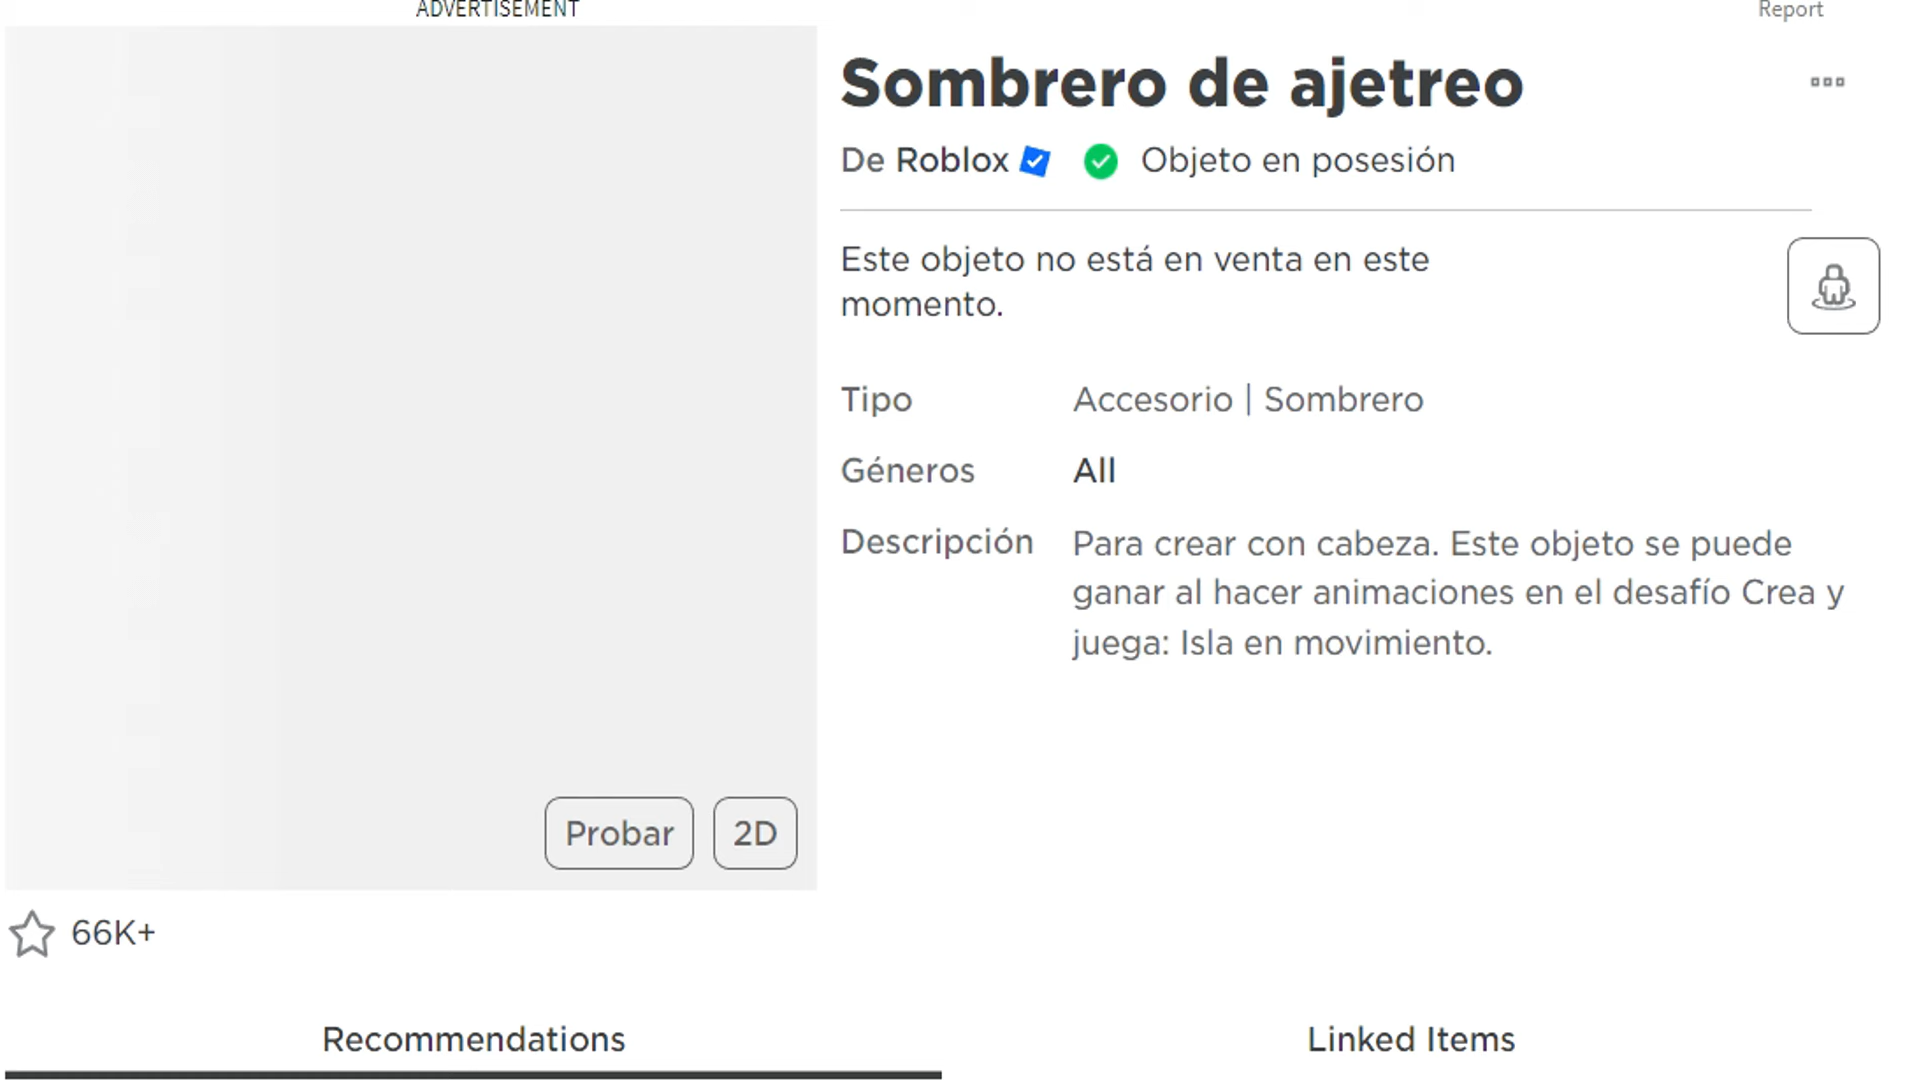 ADVERTISEMENT
Report
Sombrero de ajetreo
De Roblox
Objeto en posesión
Este objeto no está en venta en este
momento.
Tipo
Accesorio | Sombrero
Géneros
All
Descripción
Para crear con cabeza. Este objeto se puede
ganar al hacer animaciones en el desafío Crea y
juega: Isla en movimiento.
Probar
2D
66K+
Recommendations
Linked Items